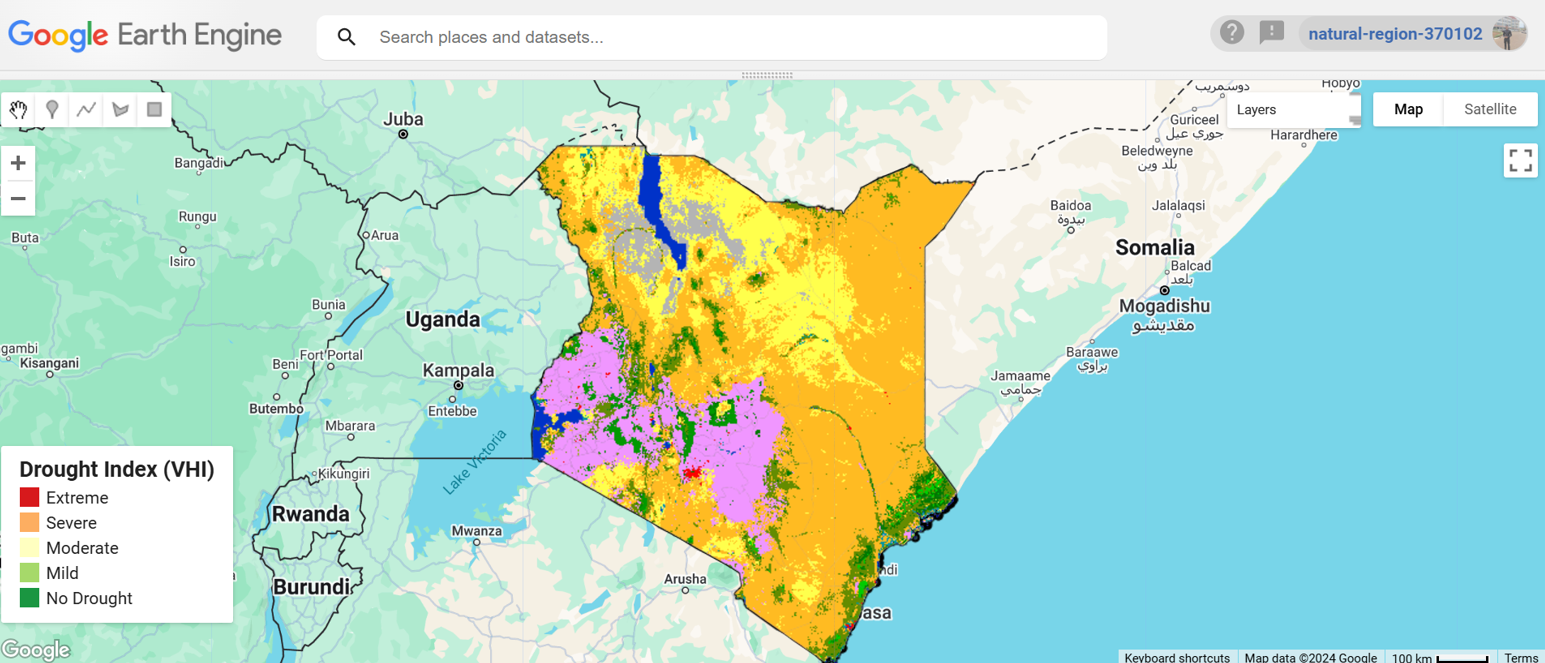 Google Earth Engine
Search places and datasets...
natural-region-370102
Layers
Map
Satellite
Hobyo
دوسمريب
Guriceel
جوري عيل
Harardhere
Beledweyne
بلد وين
Juba
Bangadi
Rungu
Buta
Isiro
Arua
Baidoa
بيدوة
Jalalaqsi
Somalia
Balcad
بلعد
Mogadishu
مقديشو
Bunia
Uganda
gambi
Kisangani
Beni
Fort Portal
Kampala
Baraawe
براوي
Jamaame
جمامي
Butembo
Entebbe
Mbarara
Lake Victoria
Kikungiri
Drought Index (VHI)
Extreme
Severe
Moderate
Mild
No Drought
Rwanda
Mwanza
Burundi
Arusha
ndi
asa
Google
Keyboard shortcuts
Map data ©2024 Google
100 km
Terms